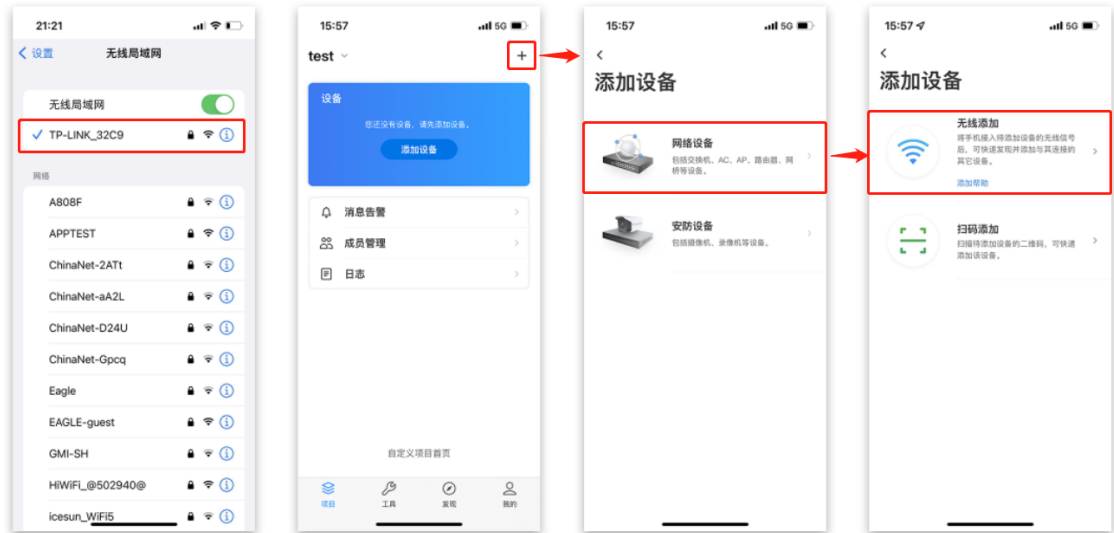 21:21
设置
无线局域网
无线局域网
TP-LINK_32C9
网络
A808F
APPTEST
ChinaNet-2ATt
ChinaNet-aA2L
ChinaNet-D24U
ChinaNet-Gpcq
Eagle
EAGLE-guest
GMI-SH
HiWiFi_@502940@
icesun_WiFi5
15:57
5G
test
+
设备
您还没有设备，请先添加设备。
添加设备
消息告警
成员管理
日志
自定义项目首页
项目
工具
发现
我的
15:57
5G
添加设备
网络设备
包括交换机、AC、AP、路由器、网
桥等设备。
安防设备
包括摄像机、录像机等设备。
15:57
5G
添加设备
无线添加
将手机接入待添加设备的无线信号
后，可快速发现并添加与其连接的
其它设备。
添加帮助
扫码添加
扫描待添加设备的二维码，可快速
添加该设备。